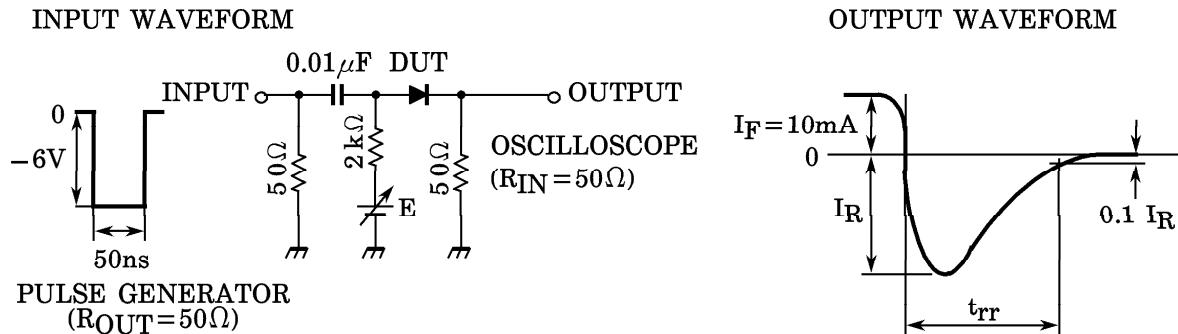 INPUT WAVEFORM
0
−6V
50ns
PULSE GENERATOR
(ROUT=50Ω)
INPUT
0.01μF
DUT
50Ω
2kΩ
E
50Ω
OUTPUT
OSCILLOSCOPE
(RIN=50Ω)
OUTPUT WAVEFORM
IF=10mA
0
IR
0.1 IR
trr